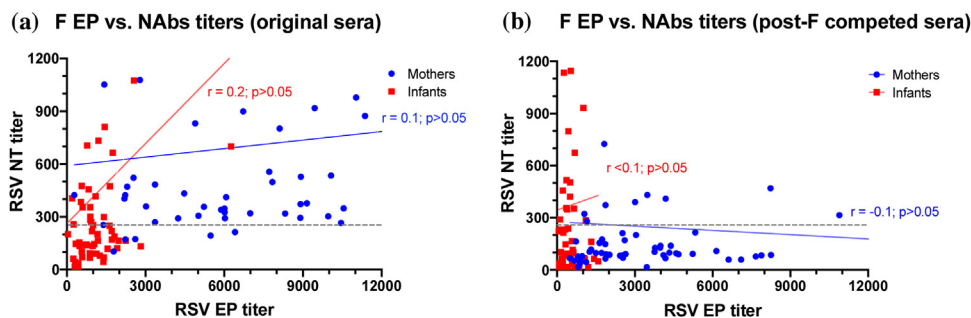 (a) F EP vs. NAbs titers (original sera)
1200
900
600
300
0
RSV NT titer
0 3000 6000 9000 12000
RSV EP titer
Mothers
Infants
r = 0.2; p>0.05
r = 0.1; p>0.05
(b) F EP vs. NAbs titers (post-F competed sera)
1200
900
600
300
0
RSV NT titer
0 3000 6000 9000 12000
RSV EP titer
Mothers
Infants
r <0.1; p>0.05
r = -0.1; p>0.05